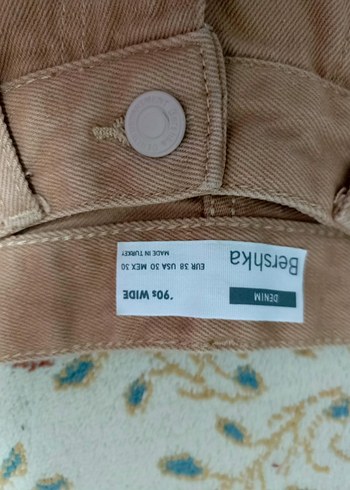 DENIM
Bershka
'90s WIDE
EUR 38 USA 30 MEX 30
MADE IN TURKEY